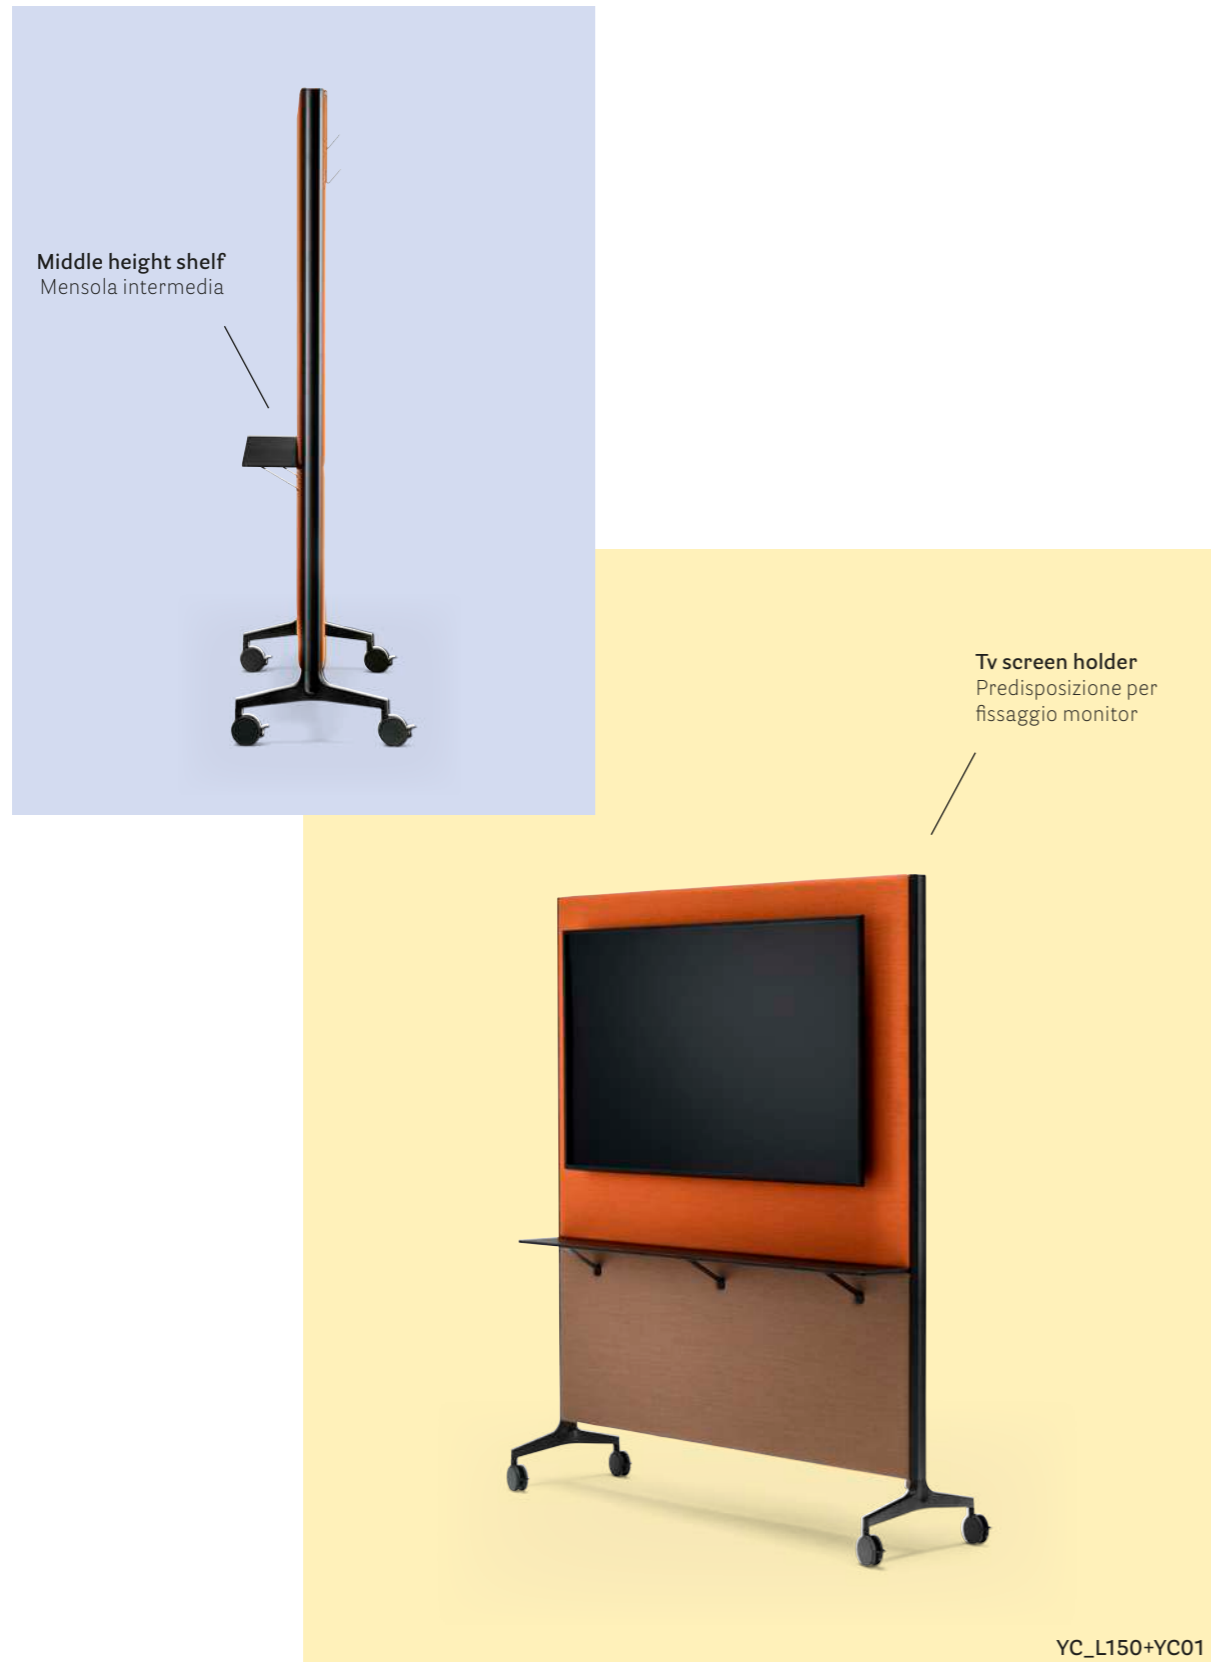 Middle height shelf
Mensola intermedia
Tv screen holder
Predisposizione per
fissaggio monitor
YC_L150+YC01